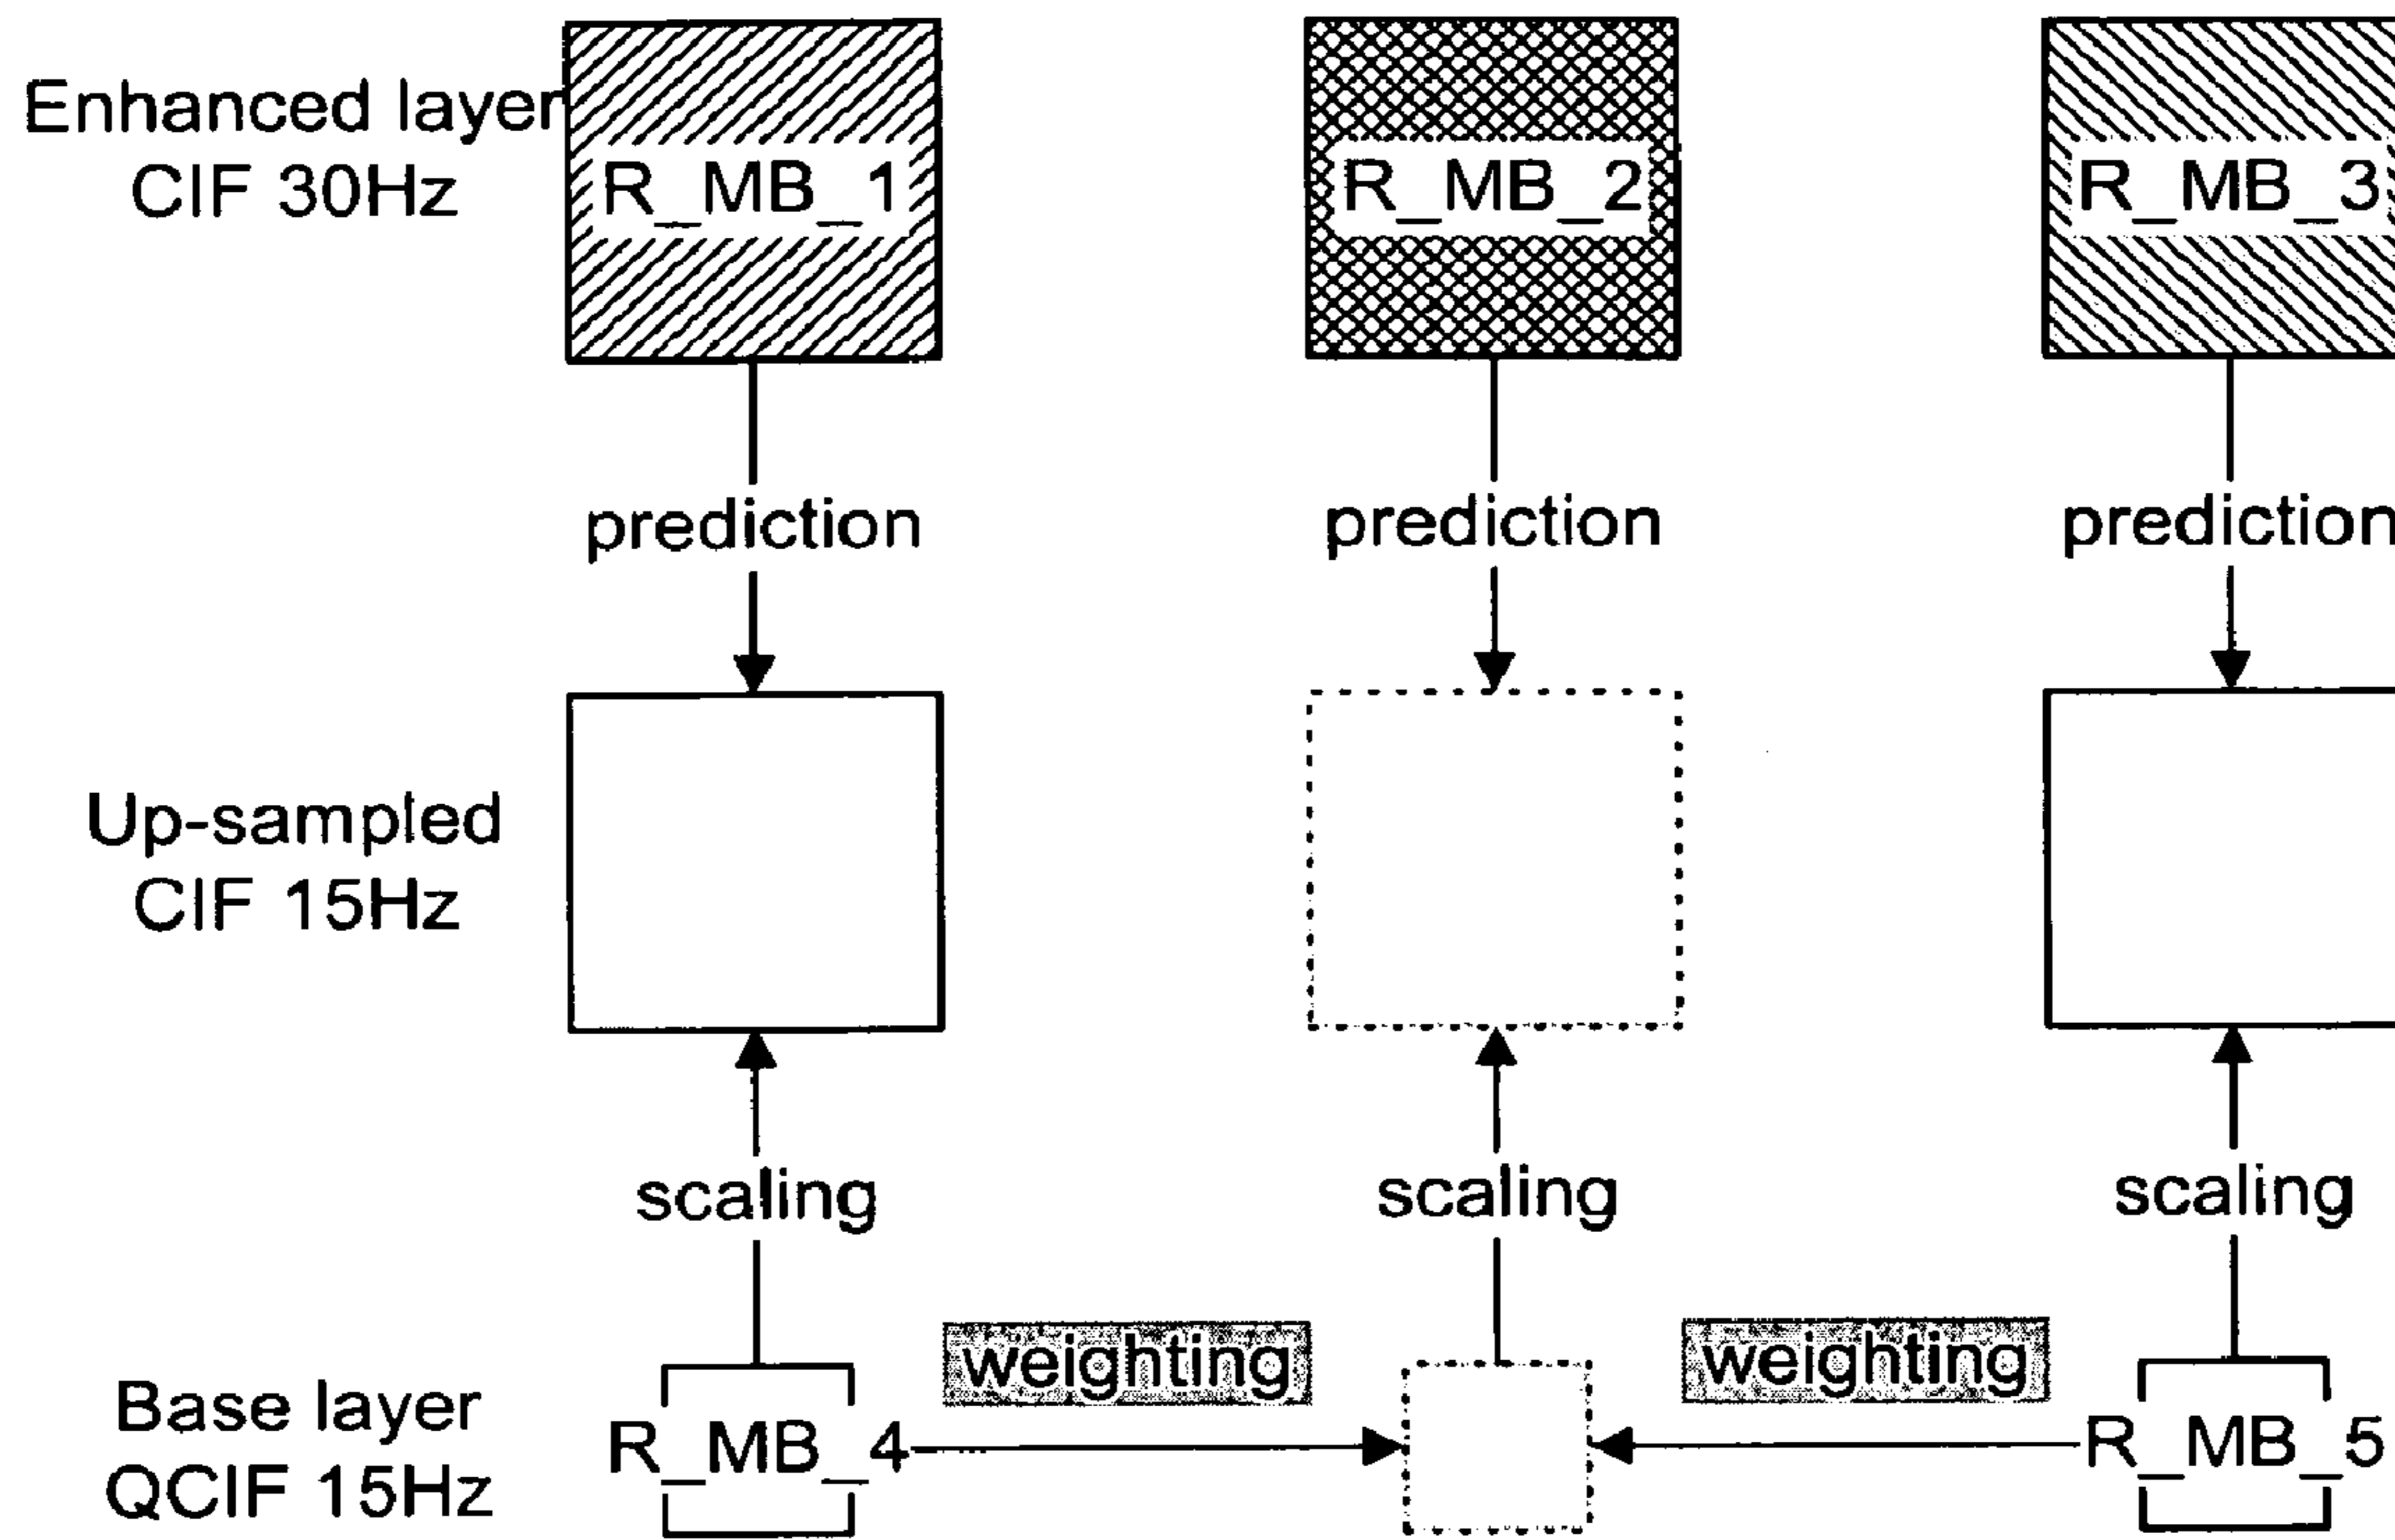 Enhanced layer
CIF 30Hz
R_MB_1
R_MB_2
R_MB_3
prediction
prediction
prediction
Up-sampled
CIF 15Hz
scaling
scaling
scaling
weighting
weighting
Base layer
QCIF 15Hz
R_MB_4
R_MB_5